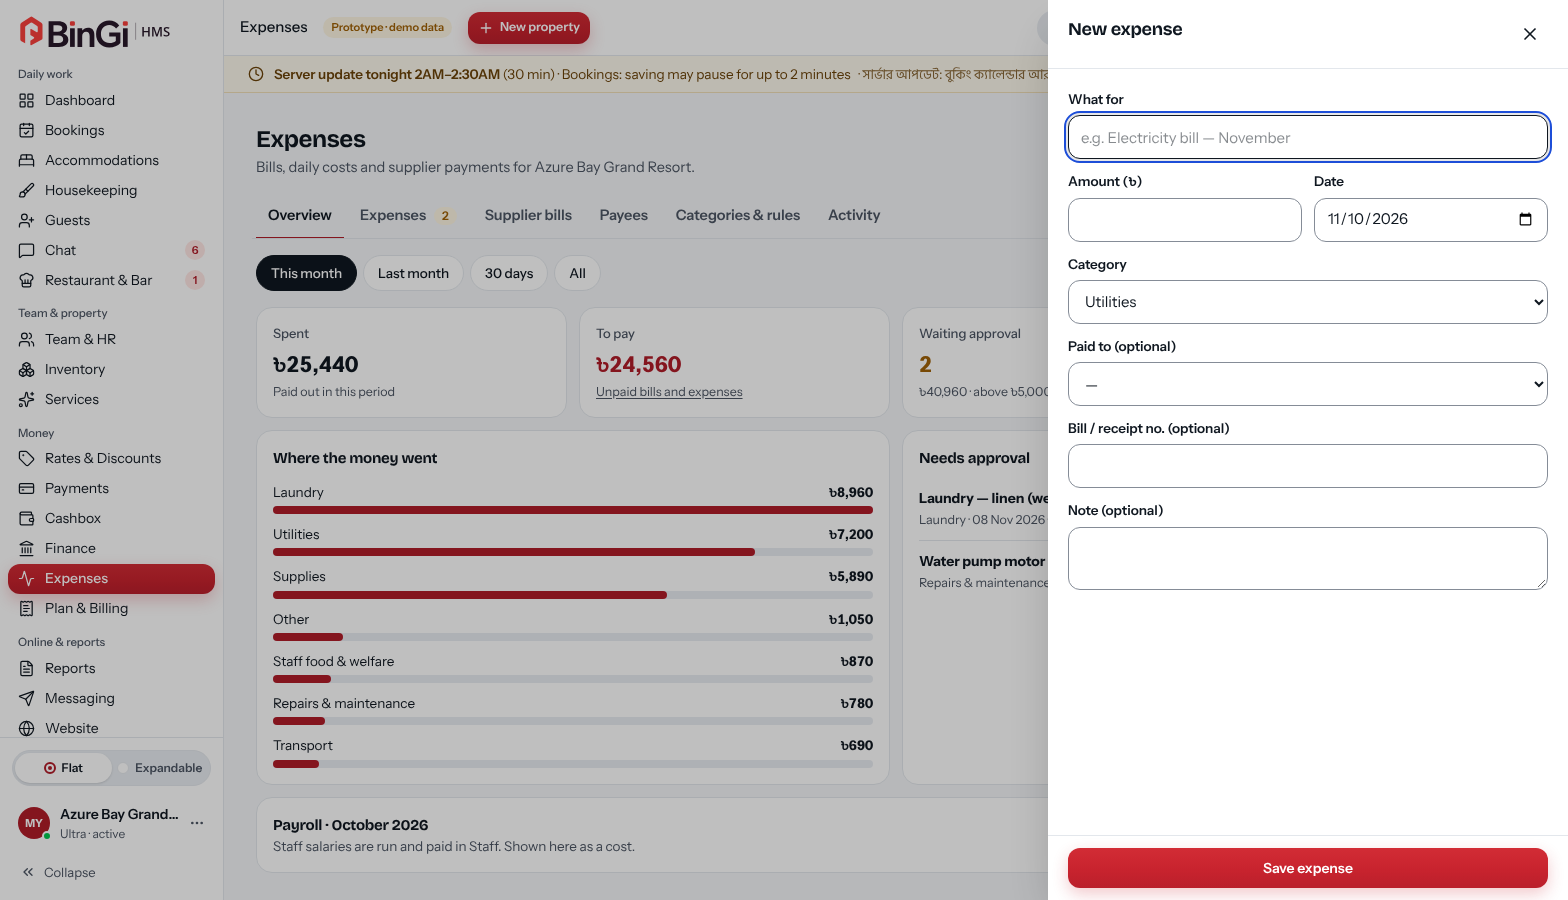 BinGi HMS
Daily work
Dashboard
Bookings
Accommodations
Housekeeping
Guests
Chat 6
Restaurant & Bar 1
Team & property
Team & HR
Inventory
Services
Money
Rates & Discounts
Payments
Cashbox
Finance
Expenses
Plan & Billing
Online & reports
Reports
Messaging
Website
Flat Expandable
MY Azure Bay Grand...
Ultra · active
Collapse
Expenses Prototype · demo data New property
Server update tonight 2AM–2:30AM (30 min) · Bookings: saving may pause for up to 2 minutes · সার্ভার আপডেট: বুকিং ক্যালেন্ডার
Expenses
Bills, daily costs and supplier payments for Azure Bay Grand Resort.
Overview Expenses 2 Supplier bills Payees Categories & rules Activity
This month Last month 30 days All
Spent
৳25,440
Paid out in this period
To pay
৳24,560
Unpaid bills and expenses
Waiting approval
2
৳40,960 · above ৳5,000
Where the money went
Laundry ৳8,960
Utilities ৳7,200
Supplies ৳5,890
Other ৳1,050
Staff food & welfare ৳870
Repairs & maintenance ৳780
Transport ৳690
Needs approval
Laundry — linen (we
Laundry · 08 Nov 2026
Water pump motor
Repairs & maintenance
Payroll · October 2026
Staff salaries are run and paid in Staff. Shown here as a cost.
New expense
What for
e.g. Electricity bill — November
Amount (৳) Date
11/10/2026
Category
Utilities
Paid to (optional)
—
Bill / receipt no. (optional)
Note (optional)
Save expense